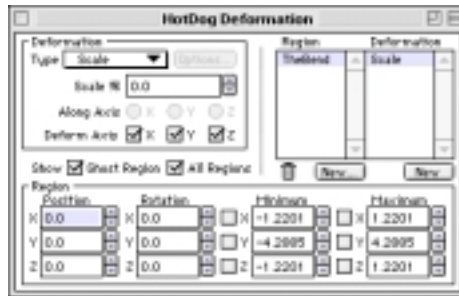 HotDog Deformation
Deformation
Type Scale Options...
Scale % 0.0
Along Axis X Y Z
Deform Axis X Y Z
Region Deformation
TheBend Scale
Show Ghost Region All Regions
New... New
Region
Position Rotation Minimum Maximum
X 0.0 X 0.0 X -1.2201 X 1.2201
Y 0.0 Y 0.0 Y -4.2885 Y 4.2885
Z 0.0 Z 0.0 Z -1.2201 Z 1.2201